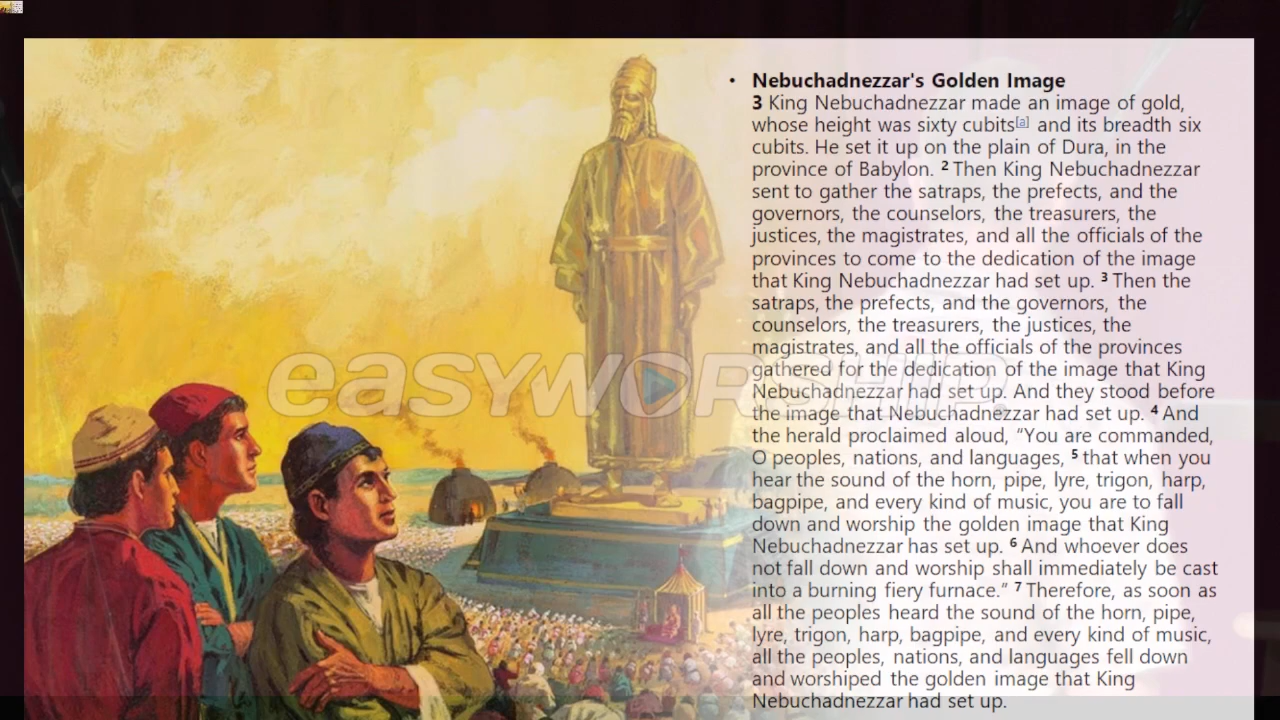 • Nebuchadnezzar's Golden Image
3 King Nebuchadnezzar made an image of gold,
whose height was sixty cubits[a] and its breadth six
cubits. He set it up on the plain of Dura, in the
province of Babylon. 2 Then King Nebuchadnezzar
sent to gather the satraps, the prefects, and the
governors, the counselors, the treasurers, the
justices, the magistrates, and all the officials of the
provinces to come to the dedication of the image
that King Nebuchadnezzar had set up. 3 Then the
satraps, the prefects, and the governors, the
counselors, the treasurers, the justices, the
magistrates, and all the officials of the provinces
gathered for the dedication of the image that King
Nebuchadnezzar had set up. And they stood before
the image that Nebuchadnezzar had set up. 4 And
the herald proclaimed aloud, “You are commanded,
O peoples, nations, and languages, 5 that when you
hear the sound of the horn, pipe, lyre, trigon, harp,
bagpipe, and every kind of music, you are to fall
down and worship the golden image that King
Nebuchadnezzar has set up. 6 And whoever does
not fall down and worship shall immediately be cast
into a burning fiery furnace.” 7 Therefore, as soon as
all the peoples heard the sound of the horn, pipe,
lyre, trigon, harp, bagpipe, and every kind of music,
all the peoples, nations, and languages fell down
and worshiped the golden image that King
Nebuchadnezzar had set up.
easyworship